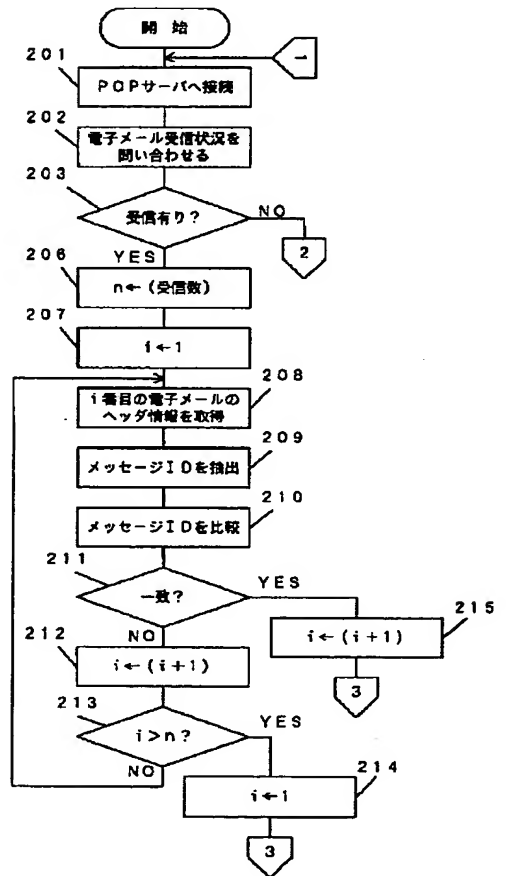 開 始
1
201
POPサーバへ接続
202
電子メール受信状況を
問い合わせる
203
受信有り?
NO
2
YES
206
n←(受信数)
207
i←1
208
i番目の電子メールの
ヘッダ情報を取得
209
メッセージIDを抽出
210
メッセージIDを比較
211
一致?
YES
215
i←(i+1)
3
NO
212
i←(i+1)
213
i>n?
YES
NO
214
i←1
3